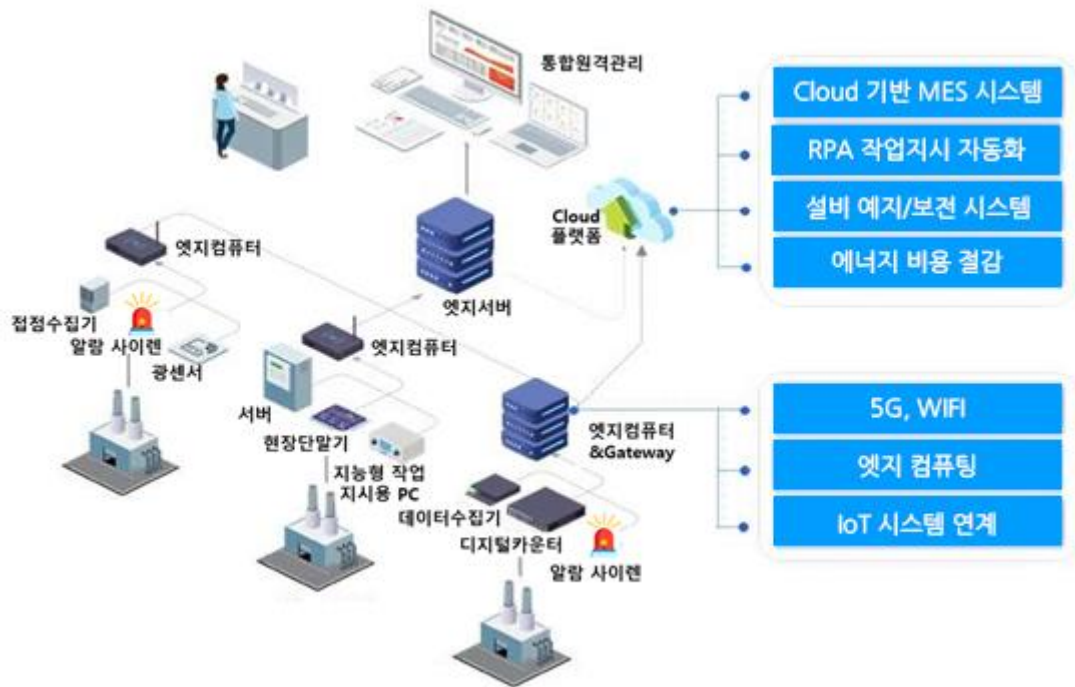 통합원격관리
Cloud 기반 MES 시스템
RPA 작업지시 자동화
설비 예지/보전 시스템
에너지 비용 절감
Cloud
플랫폼
엣지컴퓨터
엣지서버
접점수집기
알람 사이렌
광센서
엣지컴퓨터
서버
현장단말기
지능형 작업
지시용 PC
엣지컴퓨터
&Gateway
5G, WIFI
엣지 컴퓨팅
IoT 시스템 연계
데이터수집기
디지털카운터
알람 사이렌